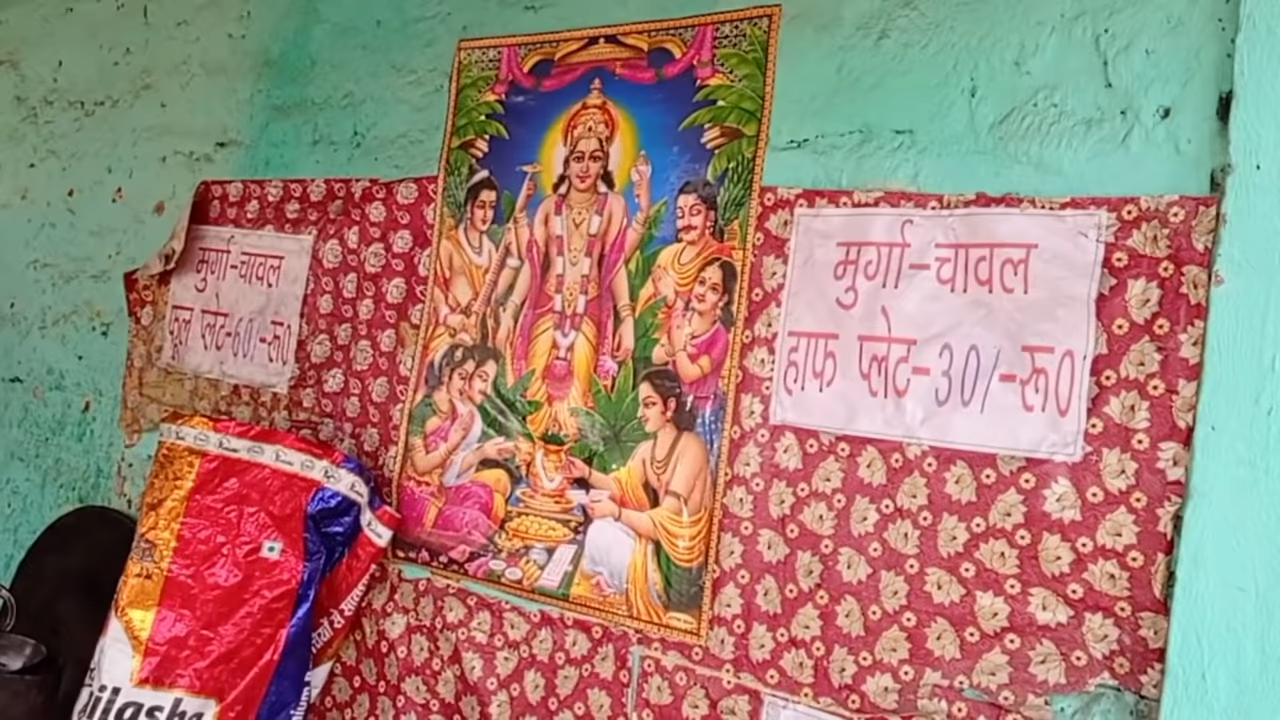 मुर्गा-चावल
फूल प्लेट-60/-रू0
मुर्गा-चावल
हाफ प्लेट-30/-रू0